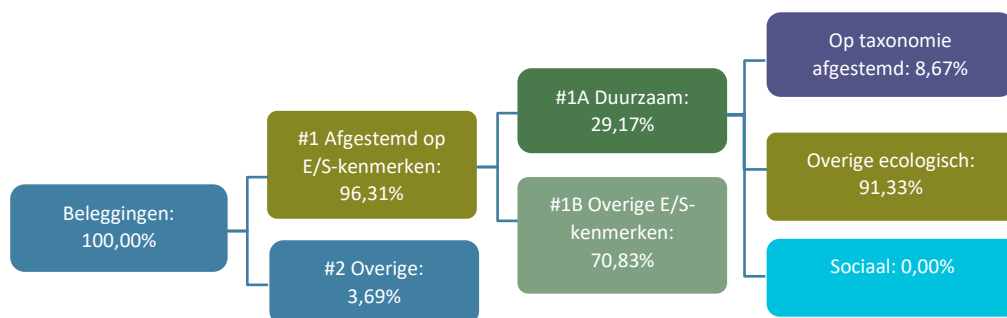 Beleggingen:
100,00%
#1 Afgestemd op
E/S-kenmerken:
96,31%
#2 Overige:
3,69%
#1A Duurzaam:
29,17%
#1B Overige E/S-
kenmerken:
70,83%
Op taxonomie
afgestemd: 8,67%
Overige ecologisch:
91,33%
Sociaal: 0,00%